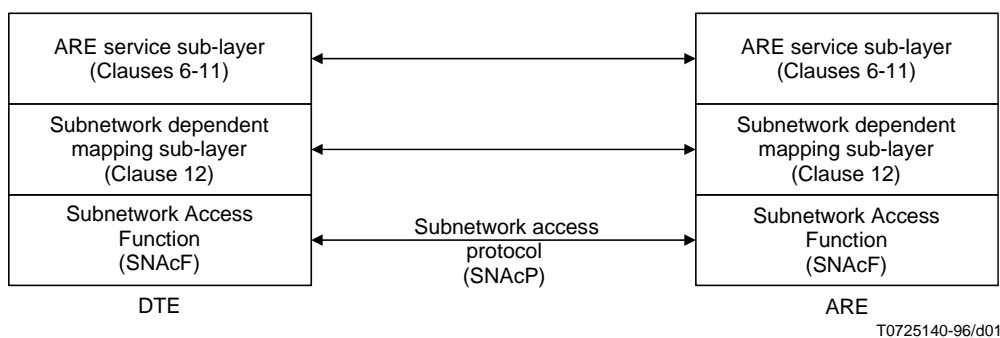 ARE service sub-layer
(Clauses 6-11)
Subnetwork dependent
mapping sub-layer
(Clause 12)
Subnetwork Access
Function
(SNAcF)
DTE
Subnetwork access
protocol
(SNAcP)
ARE service sub-layer
(Clauses 6-11)
Subnetwork dependent
mapping sub-layer
(Clause 12)
Subnetwork Access
Function
(SNAcF)
ARE
T0725140-96/d01